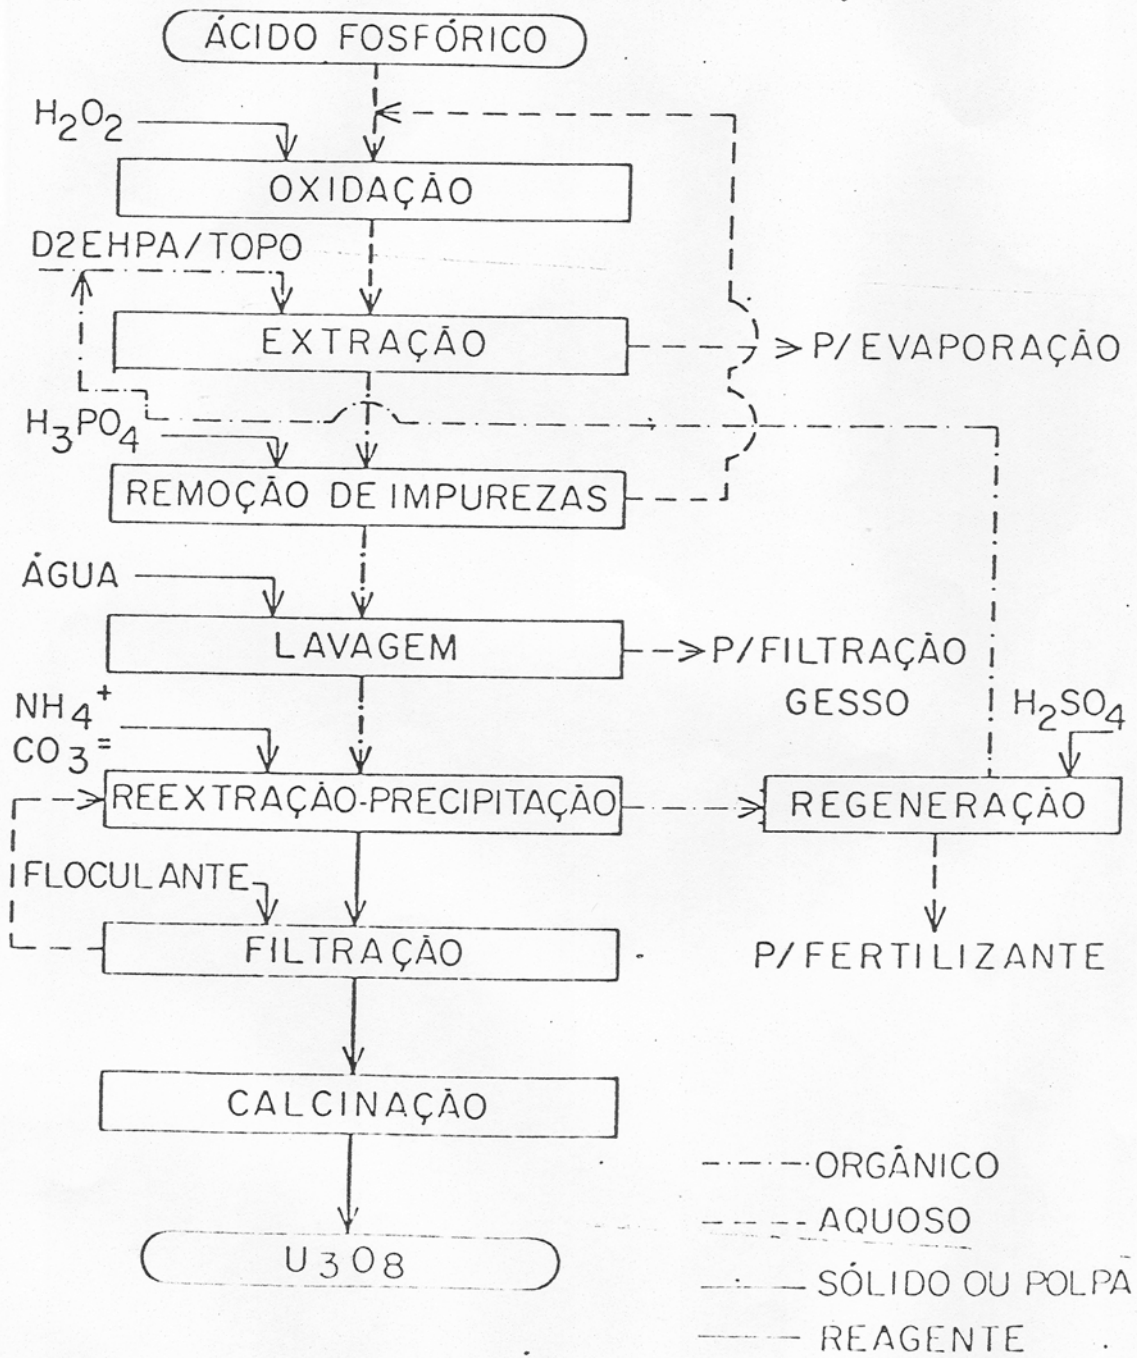 ÁCIDO FOSFÓRICO
H2O2
OXIDAÇÃO
D2EHPA/TOPO
EXTRAÇÃO
P/EVAPORAÇÃO
H3PO4
REMOÇÃO DE IMPUREZAS
ÁGUA
LAVAGEM
P/FILTRAÇÃO
GESSO
NH4+
CO3=
H2SO4
REEXTRAÇÃO-PRECIPITAÇÃO
REGENERAÇÃO
FLOCULANTE
FILTRAÇÃO
P/FERTILIZANTE
CALCINAÇÃO
U3O8
ORGÂNICO
AQUOSO
SÓLIDO OU POLPA
REAGENTE